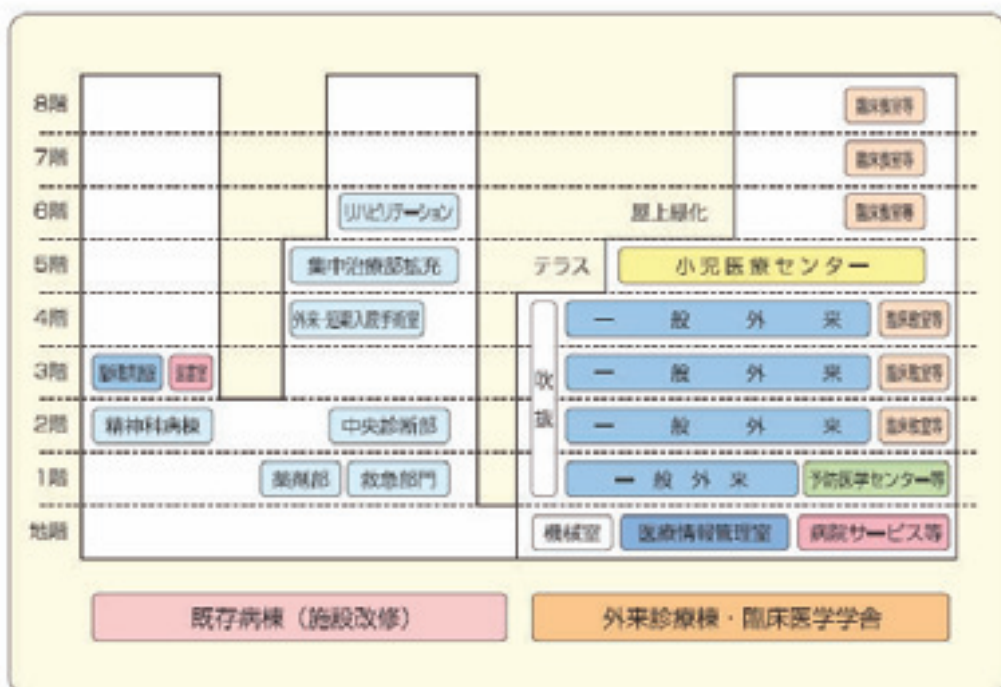 8階 臨床教室等
7階 臨床教室等
6階 リハビリテーション 屋上緑化 臨床教室等
5階 集中治療部拡充 テラス 小児医療センター
4階 外来・短期入院手術室 一般外来 臨床教室等
3階 吹抜 一般外来 臨床教室等
2階 精神科病棟 中央診断部 一般外来 臨床教室等
1階 薬剤部 救急部門 一般外来 予防医学センター等
地階 機械室 医療情報管理室 病院サービス等
既存病棟（施設改修） 外来診療棟・臨床医学学舎